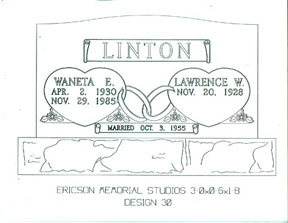 LINTON
WANETA E.
APR. 2, 1930
NOV. 29, 1985
LAWRENCE W.
NOV. 20, 1928
MARRIED OCT. 3, 1955
ERICSON MEMORIAL STUDIOS 3-0x0-6x1-8
DESIGN 30